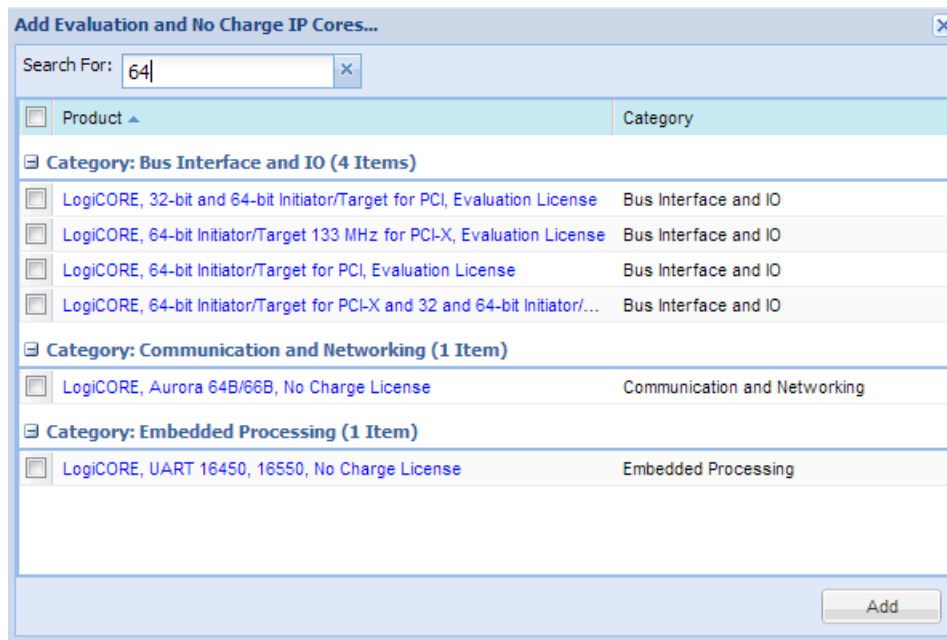 Add Evaluation and No Charge IP Cores...
Search For: 64
Product Category
Category: Bus Interface and IO (4 Items)
LogiCORE, 32-bit and 64-bit Initiator/Target for PCI, Evaluation License Bus Interface and IO
LogiCORE, 64-bit Initiator/Target 133 MHz for PCI-X, Evaluation License Bus Interface and IO
LogiCORE, 64-bit Initiator/Target for PCI, Evaluation License Bus Interface and IO
LogiCORE, 64-bit Initiator/Target for PCI-X and 32 and 64-bit Initiator/... Bus Interface and IO
Category: Communication and Networking (1 Item)
LogiCORE, Aurora 64B/66B, No Charge License Communication and Networking
Category: Embedded Processing (1 Item)
LogiCORE, UART 16450, 16550, No Charge License Embedded Processing
Add